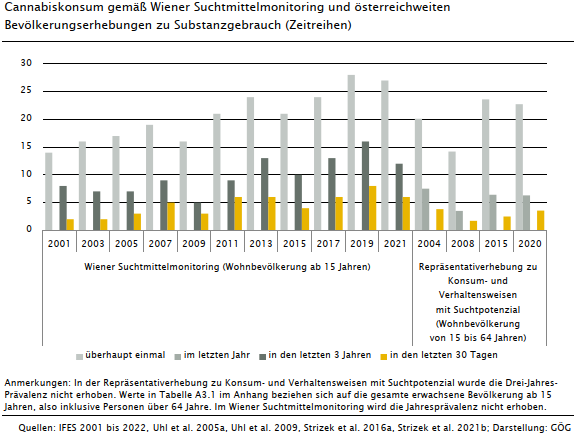 Cannabiskonsum gemäß Wiener Suchtmittelmonitoring und österreichweiten
Bevölkerungserhebungen zu Substanzgebrauch (Zeitreihen)
30
25
20
15
10
5
0
2001 2003 2005 2007 2009 2011 2013 2015 2017 2019 2021 2004 2008 2015 2020
Wiener Suchtmittelmonitoring (Wohnbevölkerung ab 15 Jahren)
Repräsentativerhebung zu
Konsum- und
Verhaltensweisen
mit Suchtpotenzial
(Wohnbevölkerung
von 15 bis 64 Jahren)
überhaupt einmal im letzten Jahr in den letzten 3 Jahren in den letzten 30 Tagen
Anmerkungen: In der Repräsentativerhebung zu Konsum- und Verhaltensweisen mit Suchtpotenzial wurde die Drei-Jahres-
Prävalenz nicht erhoben. Werte in Tabelle A3.1 im Anhang beziehen sich auf die gesamte erwachsene Bevölkerung ab 15
Jahren, also inklusive Personen über 64 Jahre. Im Wiener Suchtmittelmonitoring wird die Jahresprävalenz nicht erhoben.
Quellen: IFES 2001 bis 2022, Uhl et al. 2005a, Uhl et al. 2009, Strizek et al. 2016a, Strizek et al. 2021b; Darstellung: GÖG